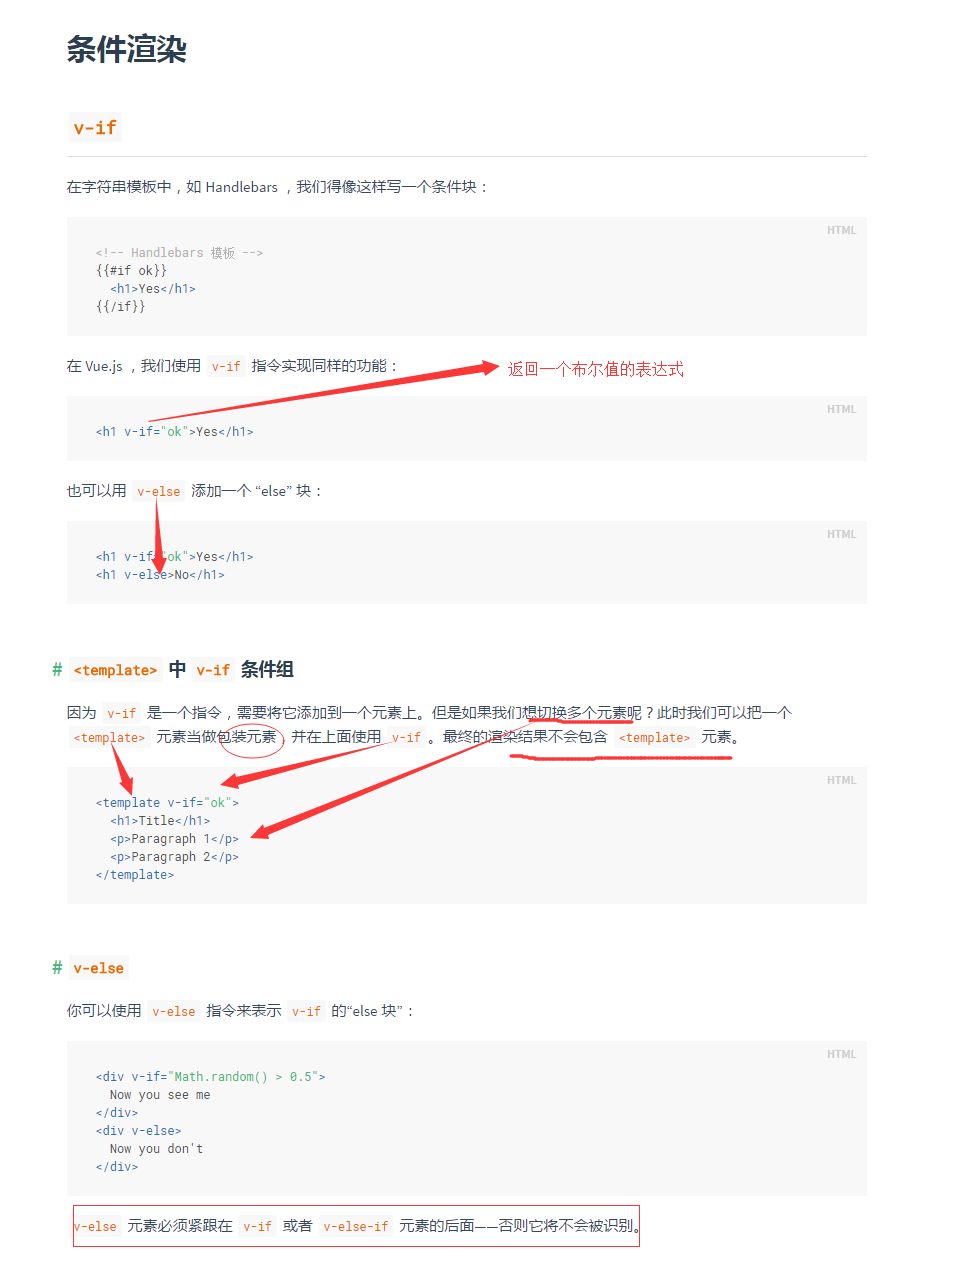 条件渲染
v-if
在字符串模板中，如 Handlebars ，我们得像这样写一个条件块：
HTML
<!-- Handlebars 模板 -->
{{#if ok}}
<h1>Yes</h1>
{{/if}}
在 Vue.js ，我们使用 v-if 指令实现同样的功能：
返回一个布尔值的表达式
HTML
<h1 v-if="ok">Yes</h1>
也可以用 v-else 添加一个 “else” 块：
HTML
<h1 v-if="ok">Yes</h1>
<h1 v-else>No</h1>
# <template> 中 v-if 条件组
因为 v-if 是一个指令，需要将它添加到一个元素上。但是如果我们想切换多个元素呢？此时我们可以把一个
<template> 元素当做包装元素，并在上面使用 v-if 。最终的渲染结果不会包含 <template> 元素。
HTML
<template v-if="ok">
<h1>Title</h1>
<p>Paragraph 1</p>
<p>Paragraph 2</p>
</template>
# v-else
你可以使用 v-else 指令来表示 v-if 的“else 块”：
HTML
<div v-if="Math.random() > 0.5">
Now you see me
</div>
<div v-else>
Now you don't
</div>
v-else 元素必须紧跟在 v-if 或者 v-else-if 元素的后面——否则它将不会被识别。